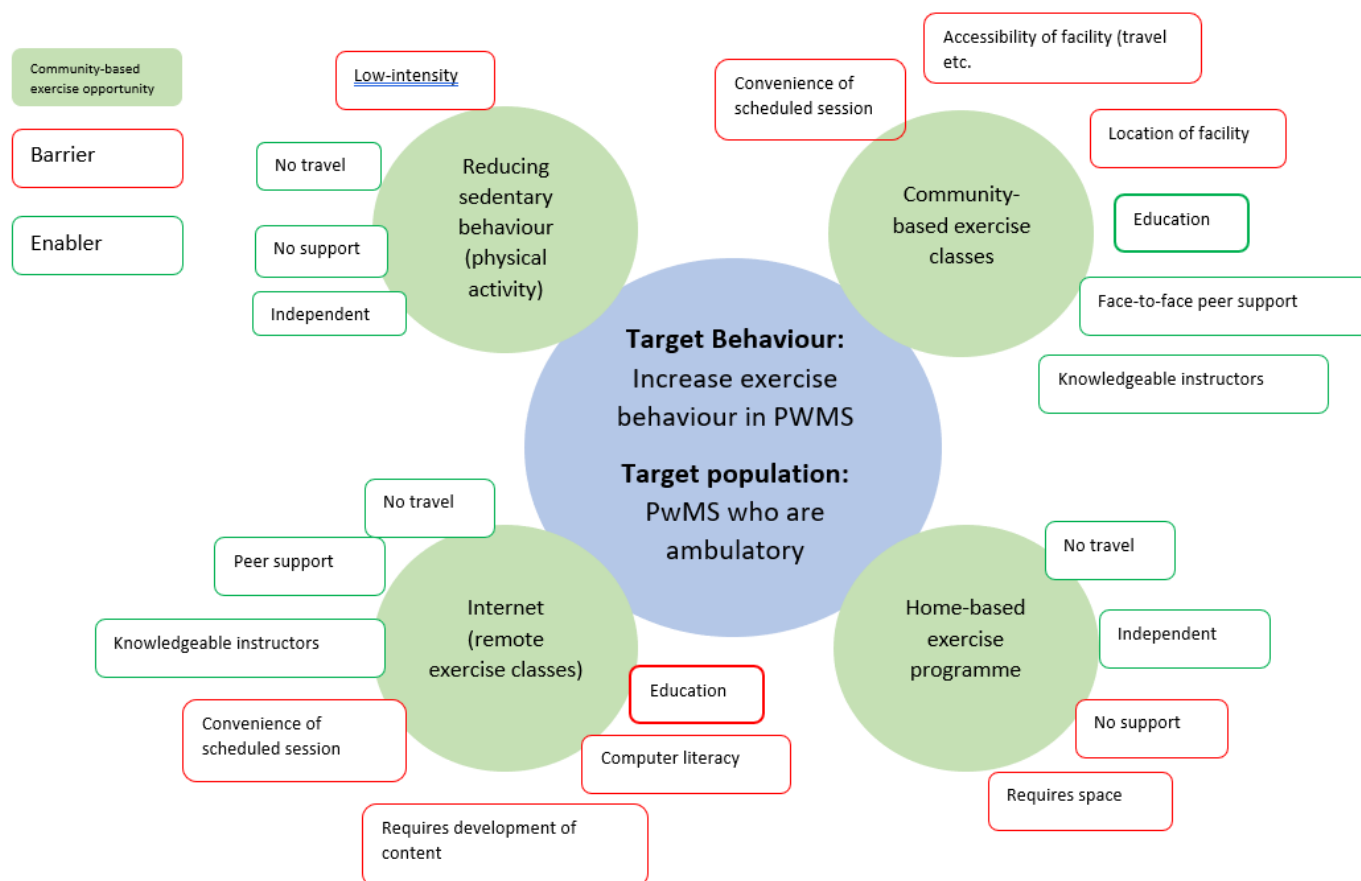 Community-based
exercise opportunity
Barrier
Enabler
Low-intensity
No travel
No support
Independent
Reducing
sedentary
behaviour
(physical
activity)
Convenience of
scheduled session
Accessibility of facility (travel
etc.
Location of facility
Education
Face-to-face peer support
Knowledgeable instructors
Community-
based exercise
classes
Target Behaviour:
Increase exercise
behaviour in PWMS
Target population:
PwMS who are
ambulatory
No travel
Peer support
Knowledgeable instructors
Convenience of
scheduled session
Internet
(remote
exercise classes)
Education
Computer literacy
Requires development of
content
Home-based
exercise
programme
No travel
Independent
No support
Requires space